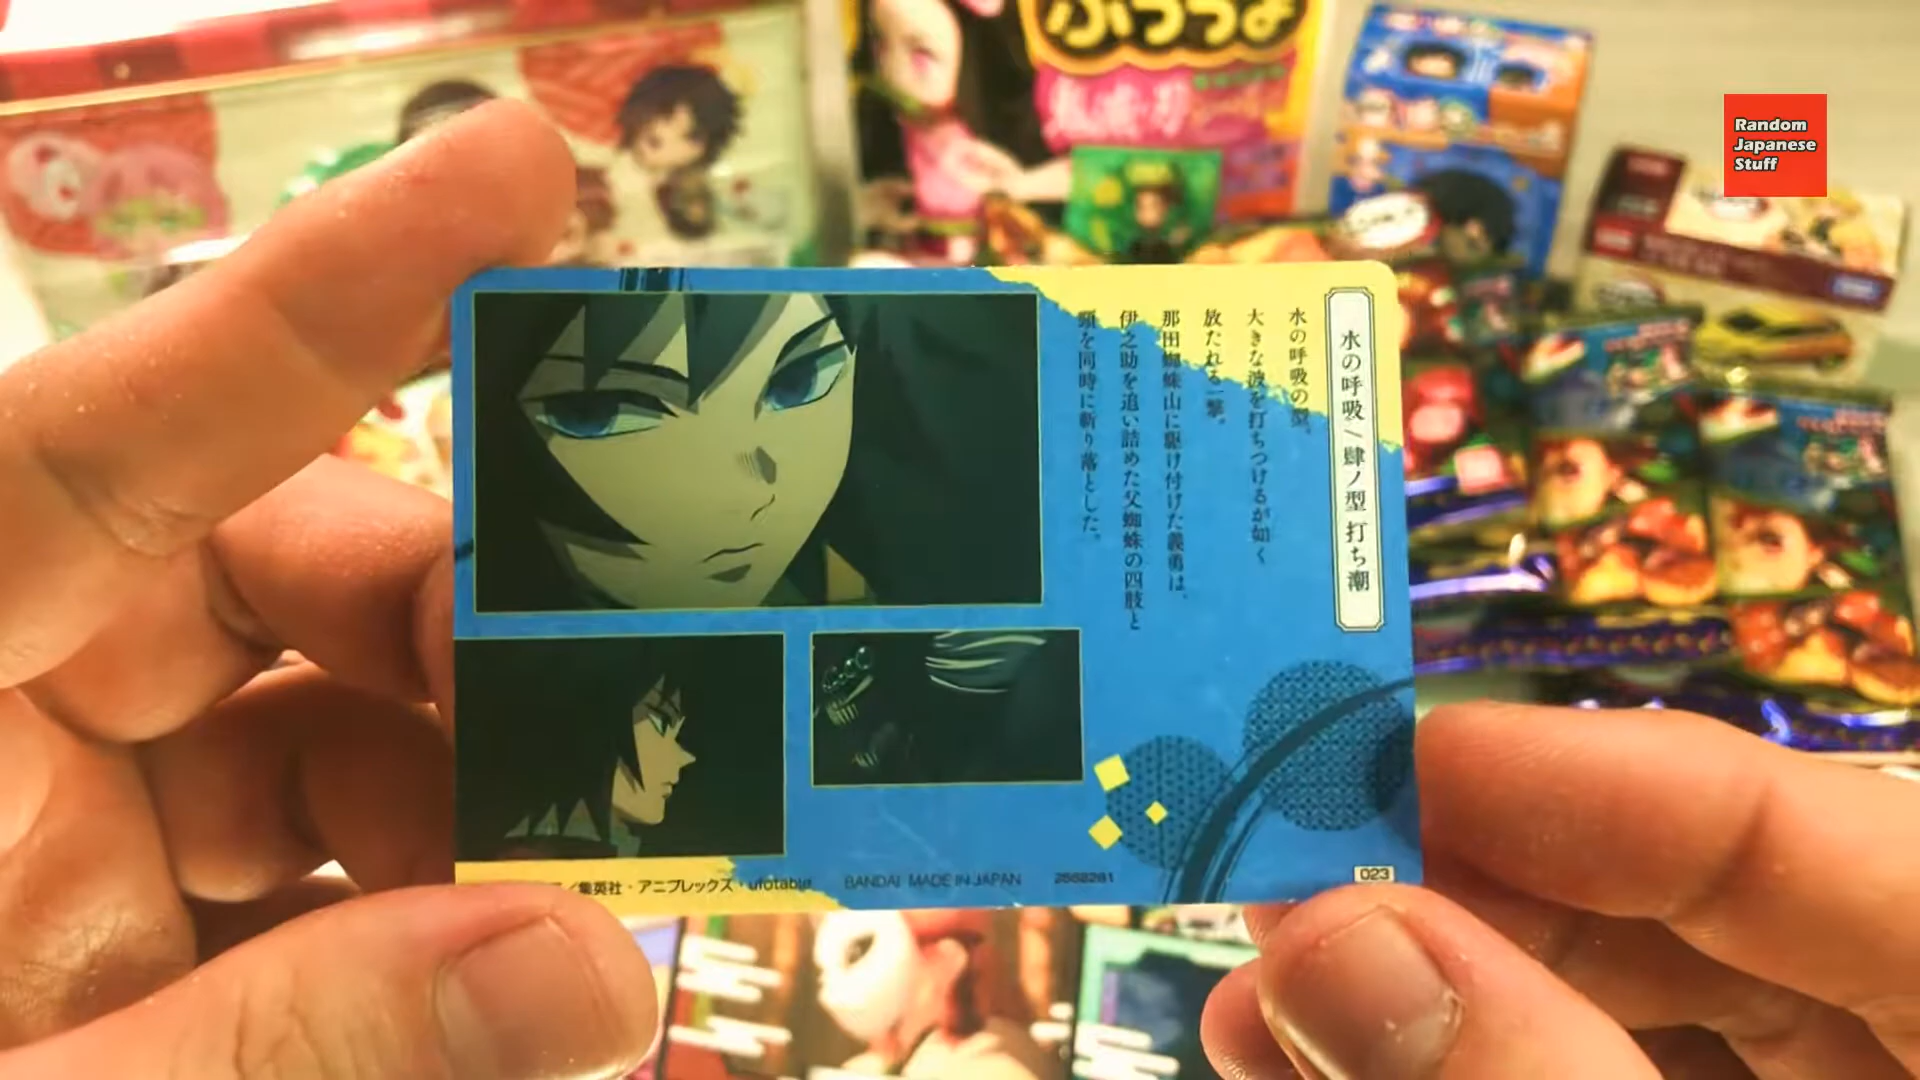 Random
Japanese
Stuff
ぷっちょ
水の呼吸/肆ノ型 打ち潮
水の呼吸の型。
大きな波を打ちつけるが如く
放たれる一撃。
那田蜘蛛山に駆け付けた義勇は、
伊之助を追い詰めた父蜘蛛の四肢と
頸を同時に斬り落とした。
/集英社・アニプレックス・ufotable
BANDAI MADE IN JAPAN
2568281
023